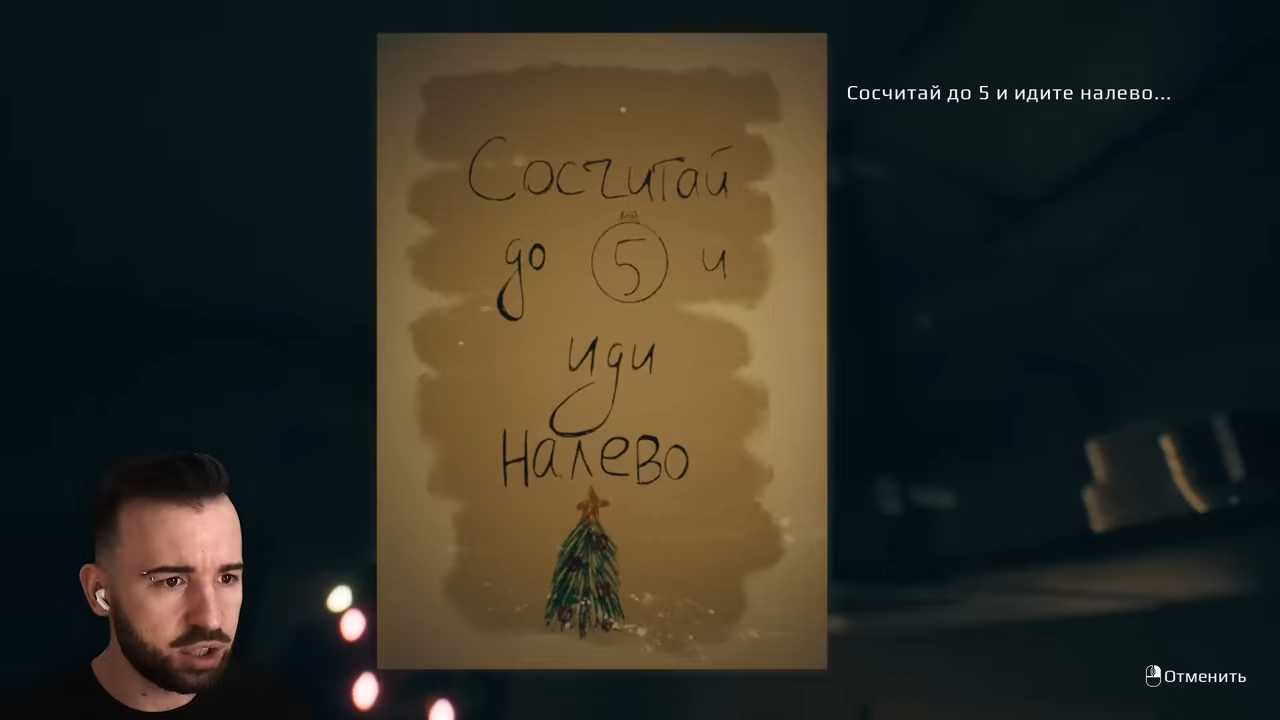 Сосчитай
до 5 и
иди
налево
Сосчитай до 5 и идите налево...
Отменить